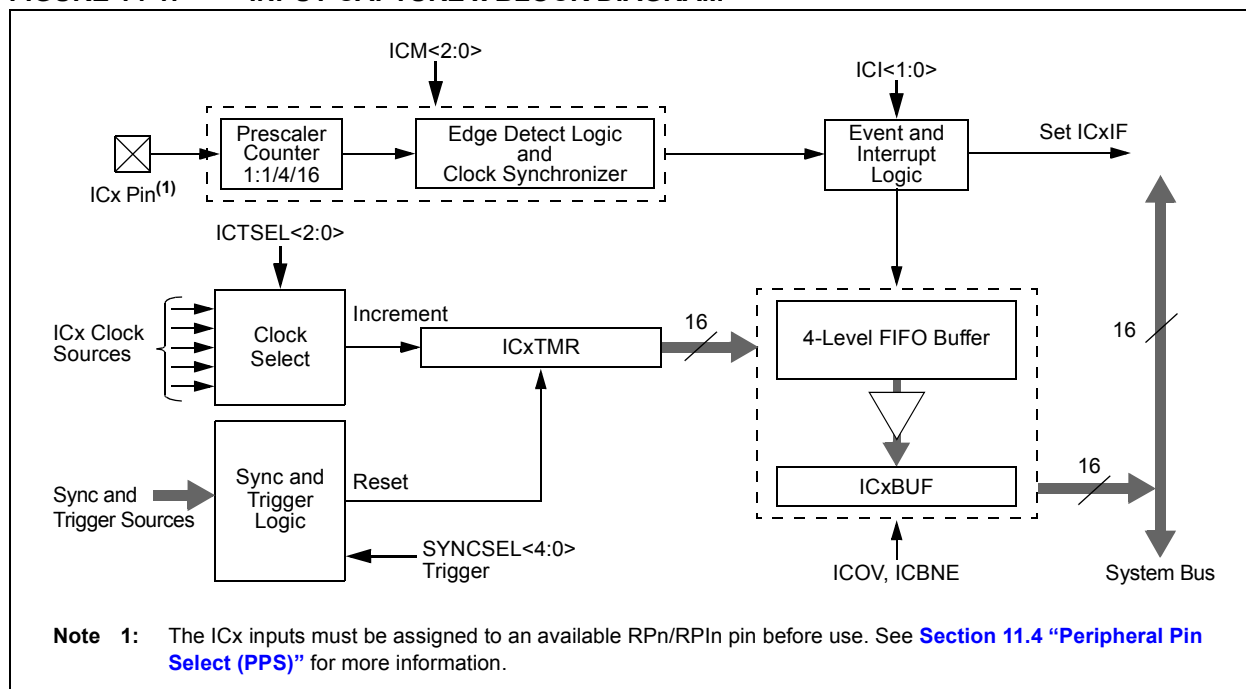 ICM<2:0>
ICI<1:0>
Prescaler
Counter
1:1/4/16
Edge Detect Logic
and
Clock Synchronizer
Event and
Interrupt
Logic
Set ICxIF
ICx Pin(1)
ICTSEL<2:0>
ICx Clock
Sources
Clock
Select
Increment
ICxTMR
16
4-Level FIFO Buffer
16
Sync and
Trigger Sources
Sync and
Trigger
Logic
Reset
ICxBUF
16
SYNCSEL<4:0>
Trigger
ICOV, ICBNE
System Bus
Note 1: The ICx inputs must be assigned to an available RPn/RPIn pin before use. See Section 11.4 “Peripheral Pin
Select (PPS)” for more information.